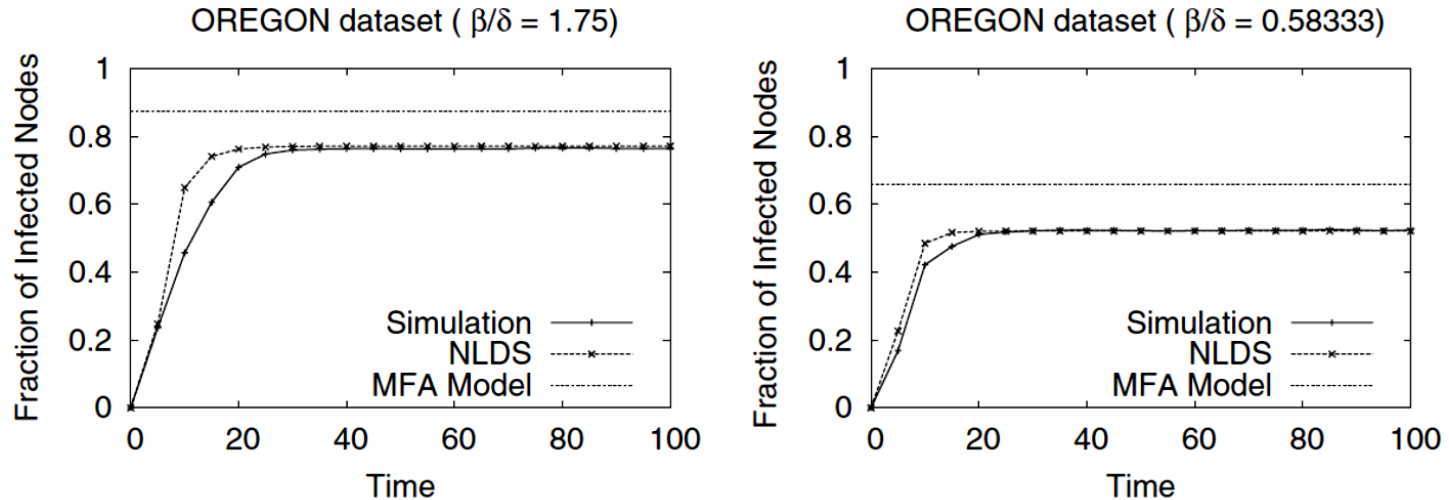 OREGON dataset ( β/δ = 1.75)
Fraction of Infected Nodes
1
0.8
0.6
0.4
0.2
0
Simulation
NLDS
MFA Model
0 20 40 60 80 100
Time
OREGON dataset ( β/δ = 0.58333)
Fraction of Infected Nodes
1
0.8
0.6
0.4
0.2
0
Simulation
NLDS
MFA Model
0 20 40 60 80 100
Time